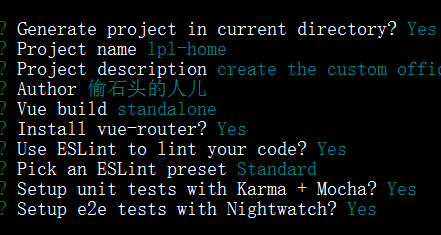 ? Generate project in current directory? Yes
? Project name lpl-home
? Project description create the custom offic
? Author 偷石头的人儿
? Vue build standalone
? Install vue-router? Yes
? Use ESLint to lint your code? Yes
? Pick an ESLint preset Standard
? Setup unit tests with Karma + Mocha? Yes
? Setup e2e tests with Nightwatch? Yes